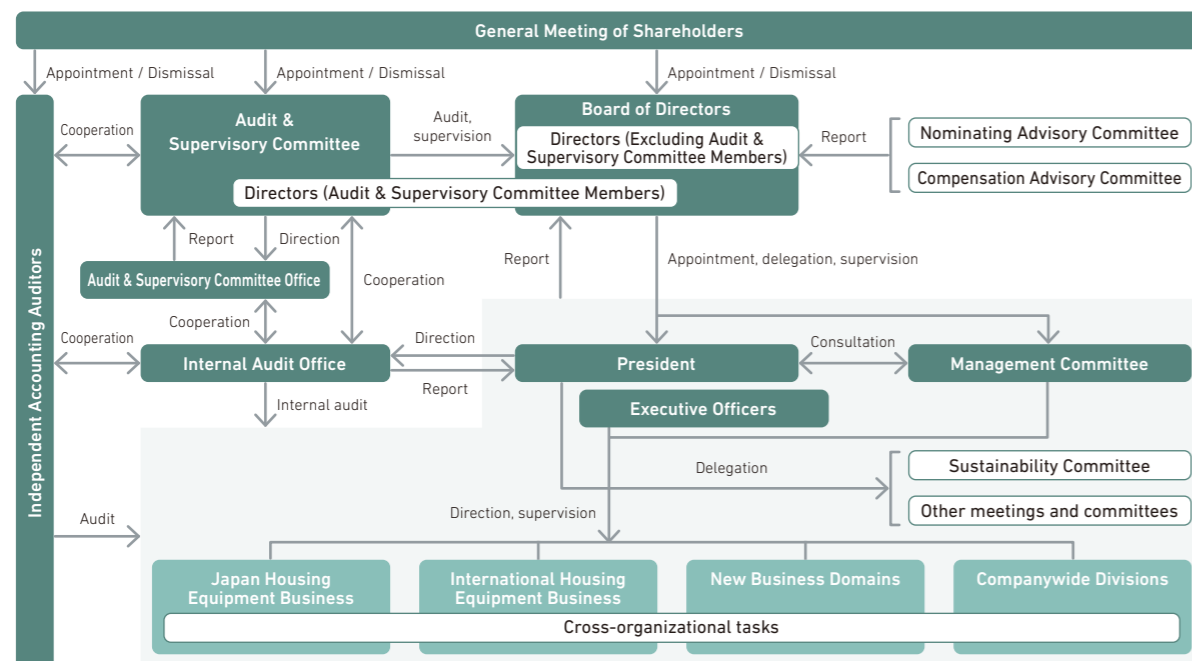 General Meeting of Shareholders
Appointment / Dismissal
Appointment / Dismissal
Appointment / Dismissal
Independent Accounting Auditors
Cooperation
Audit &
Supervisory Committee
Audit,
supervision
Board of Directors
Directors (Excluding Audit &
Supervisory Committee Members)
Report
Nominating Advisory Committee
Compensation Advisory Committee
Directors (Audit & Supervisory Committee Members)
Report
Direction
Cooperation
Report
Appointment, delegation, supervision
Audit & Supervisory Committee Office
Cooperation
Cooperation
Internal Audit Office
Direction
Report
President
Consultation
Management Committee
Internal audit
Executive Officers
Delegation
Sustainability Committee
Other meetings and committees
Audit
Direction, supervision
Japan Housing
Equipment Business
International Housing
Equipment Business
New Business Domains
Companywide Divisions
Cross-organizational tasks